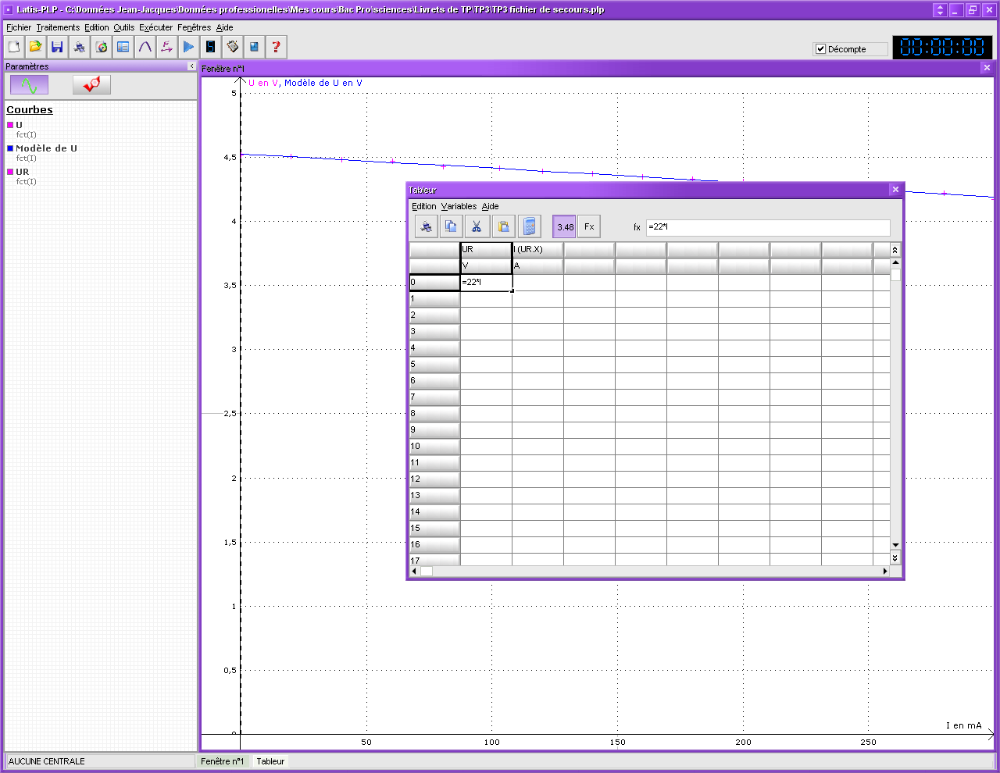 Latis-PLP - C:\Données Jean-Jacques\Données professionelles\Mes cours\Bac Pro\sciences\Livrets de TP\TP3\TP3 fichier de secours.plp
Fichier Traitements Edition Outils Exécuter Fenêtres Aide
Décompte
00:00:00
Paramètres
Courbes
U
fct(I)
Modèle de U
fct(I)
UR
fct(I)
Fenêtre n°1
U en V, Modèle de U en V
5
4,5
4
3,5
3
2,5
2
1,5
1
0,5
0
50 100 150 200 250
I en mA
Tableur
Edition Variables Aide
3.48 Fx fx =22*I
UR I (UR.X)
V A
0 =22*I
1
2
3
4
5
6
7
8
9
10
11
12
13
14
15
16
17
AUCUNE CENTRALE Fenêtre n°1 Tableur